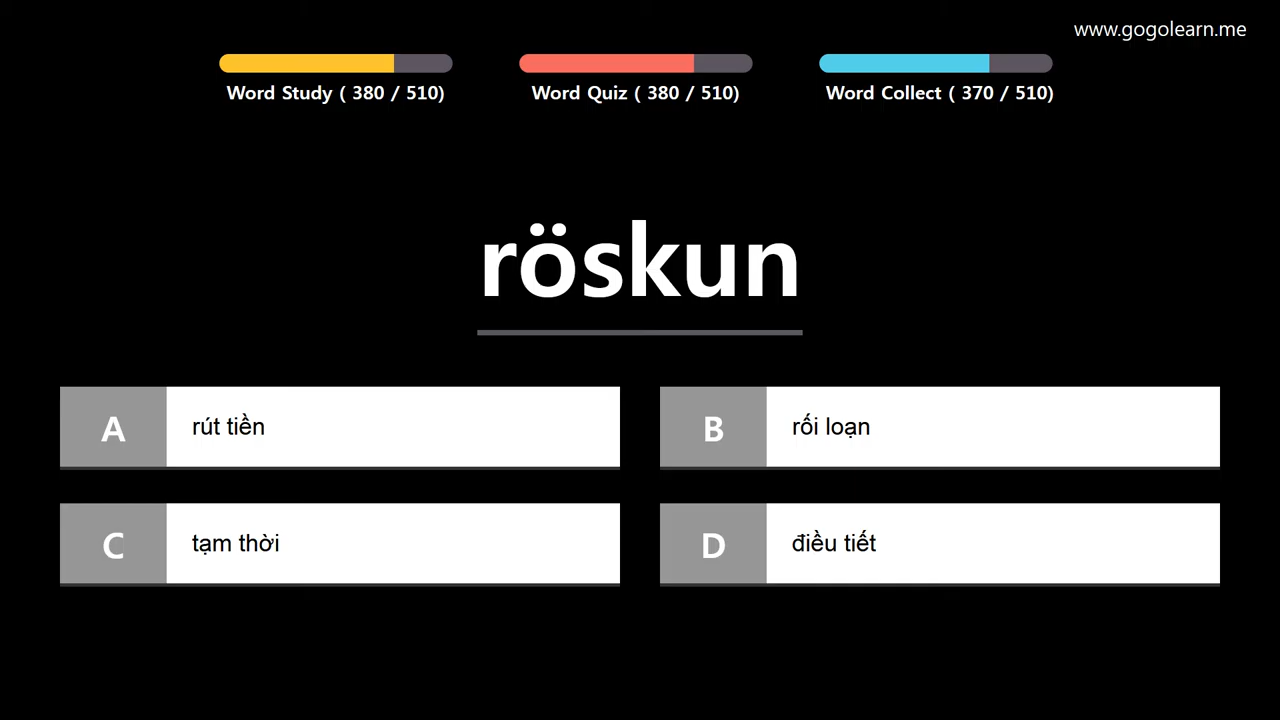 www.gogolearn.me
Word Study ( 380 / 510)
Word Quiz ( 380 / 510)
Word Collect ( 370 / 510)
röskun
A rút tiền
B rối loạn
C tạm thời
D điều tiết